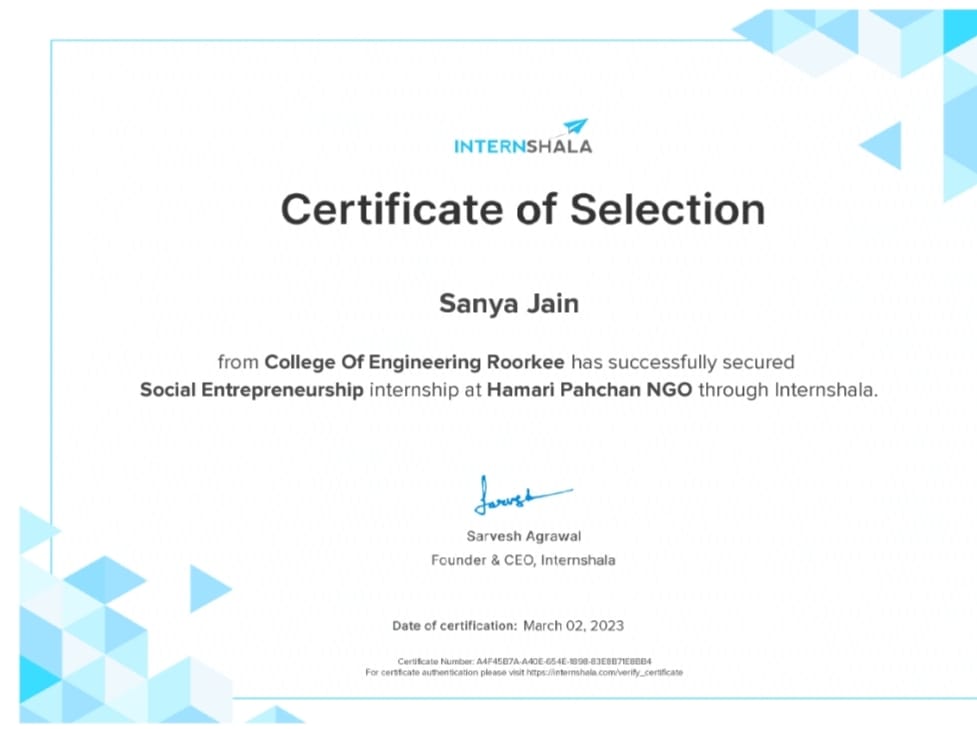 INTERNSHALA
Certificate of Selection
Sanya Jain
from College Of Engineering Roorkee has successfully secured
Social Entrepreneurship internship at Hamari Pahchan NGO through Internshala.
Sarvesh
Sarvesh Agrawal
Founder & CEO, Internshala
Date of certification: March 02, 2023
Certificate Number: A4F45B7A-A40E-654E-1898-83E8B71E8BB4
For certificate authentication please visit https://internshala.com/verify_certificate